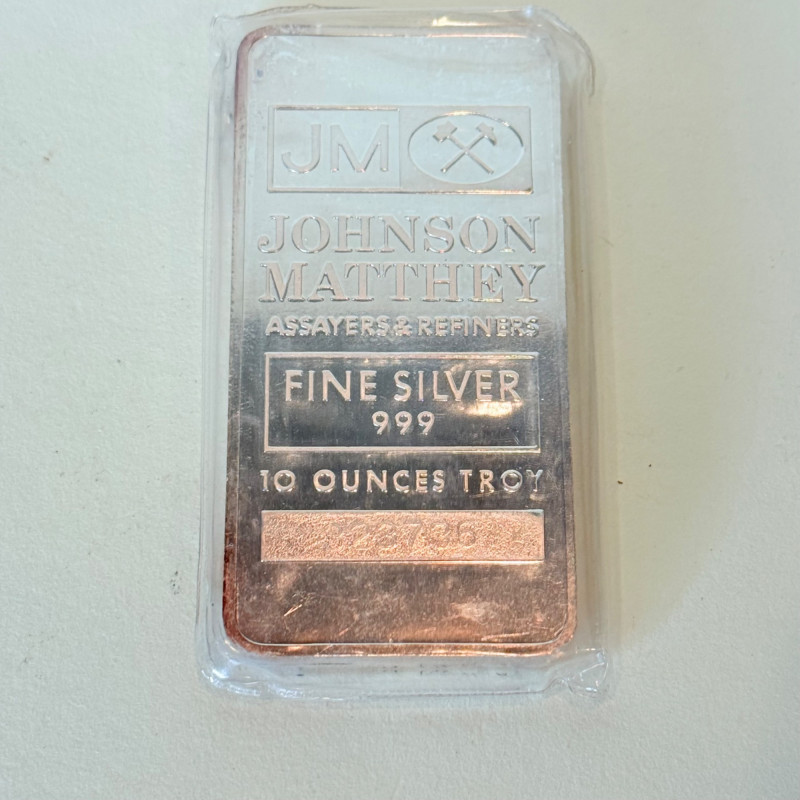 JM
JOHNSON
MATTHEY
ASSAYERS & REFINERS
FINE SILVER
999
10 OUNCES TROY